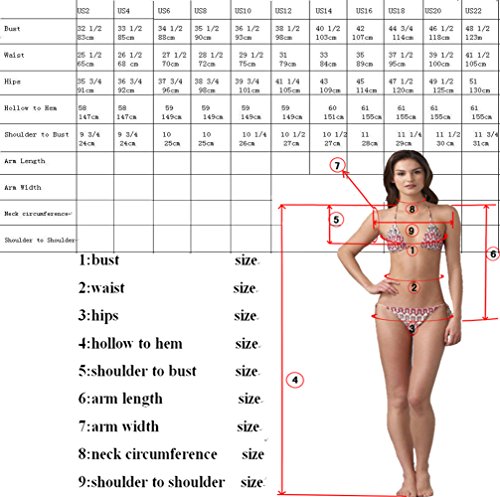 US2 US4 US6 US8 US10 US12 US14 US16 US18 US20 US22
Bust 32 1/2 33 1/2 34 1/2 35 1/2 36 1/2 38 40 1/2 42 1/2 44 3/4 46 1/2 48 1/2
83cm 85cm 88cm 90cm 93cm 98cm 103cm 108cm 114cm 118cm 123m
Waist 25 1/2 26 1/2 27 1/2 28 1/2 29 1/2 31 33 35 37 1/2 39 1/2 41 1/2
65cm 68 cm 70cm 72cm 75cm 79cm 84cm 89cm 95cm 100cm 105cm
Hips 35 3/4 36 3/4 37 3/4 38 3/4 39 3/4 41 1/4 43 45 47 1/2 49 1/2 51
91cm 92cm 96cm 98cm 101cm 105cm 109cm 114cm 120cm 125cm 130cm
Hollow to Hem 58 58 59 59 59 59 60 61 61 61 61
147cm 147cm 149cm 149cm 149cm 149cm 151cm 155cm 155cm 155cm 155cm
Shoulder to Bust 9 3/4 9 3/4 10 10 10 1/4 10 1/2 10 1/2 11 11 1/4 11 1/2 11 3/4
24cm 24cm 25cm 25cm 26cm 27cm 27cm 28cm 29cm 30 cm 31cm
Arm Length
Arm Width
Neck circumference
Shoulder to Shoulder
1:bust size
2:waist size
3:hips size
4:hollow to hem size
5:shoulder to bust size
6:arm length size
7:arm width size
8:neck circumference size
9:shoulder to shoulder size
7
8
5
9
6
1
2
3
4